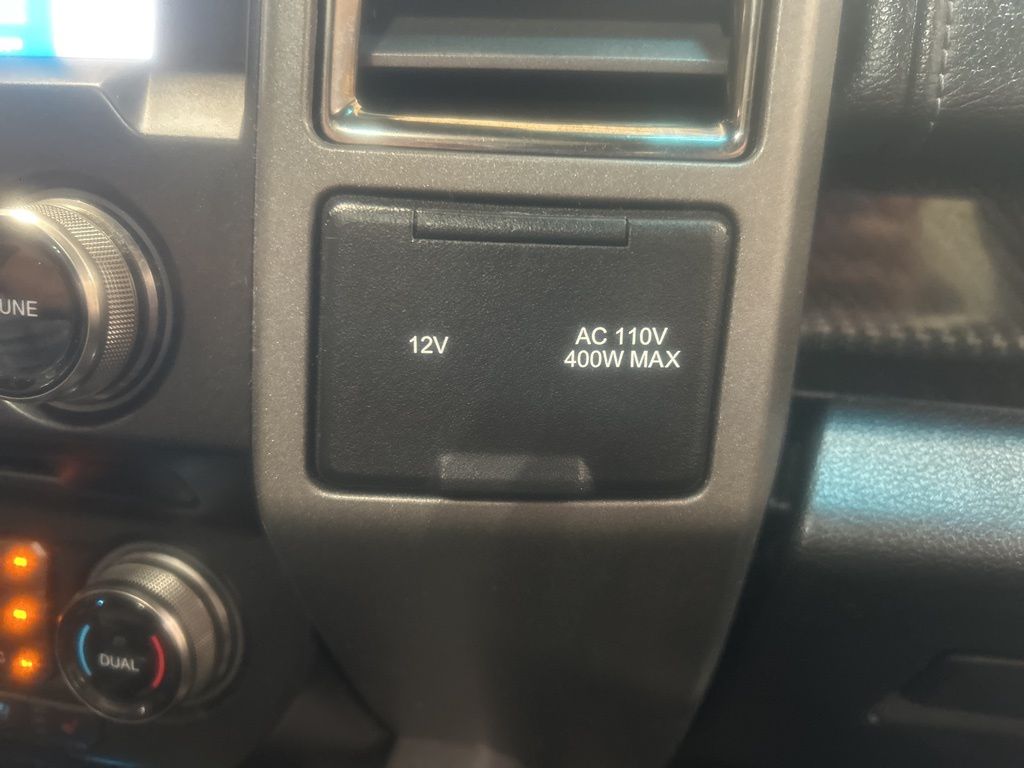 UNE
12V
AC 110V
400W MAX
DUAL